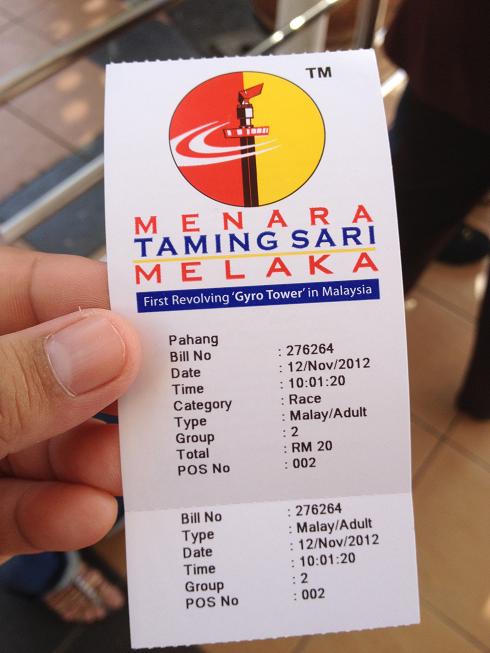 TM
MENARA
TAMING SARI
MELAKA
First Revolving 'Gyro Tower' in Malaysia
Pahang
Bill No : 276264
Date : 12/Nov/2012
Time : 10:01:20
Category : Race
Type : Malay/Adult
Group : 2
Total : RM 20
POS No : 002
Bill No : 276264
Type : Malay/Adult
Date : 12/Nov/2012
Time : 10:01:20
Group : 2
POS No : 002